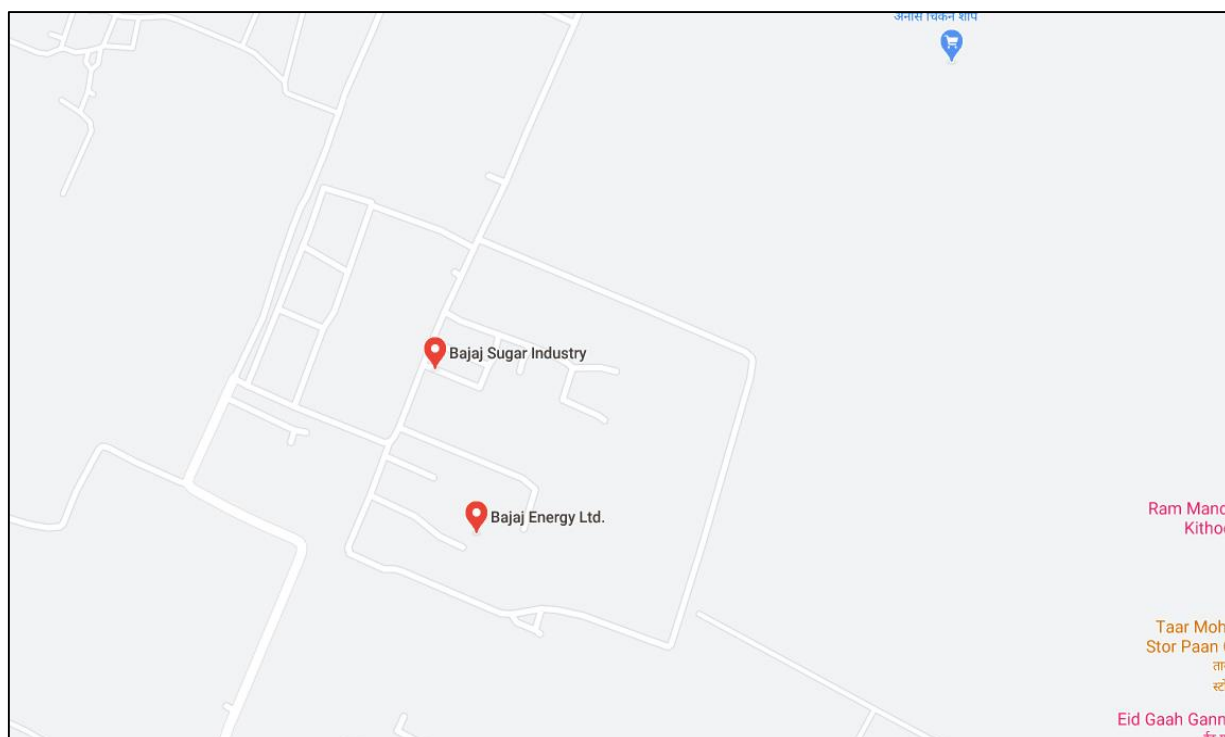 अनीस चिकन शॉप
Bajaj Sugar Industry
Bajaj Energy Ltd.
Ram Mand
Kithoo
Taar Moh
Stor Paan
Eid Gaah Gann